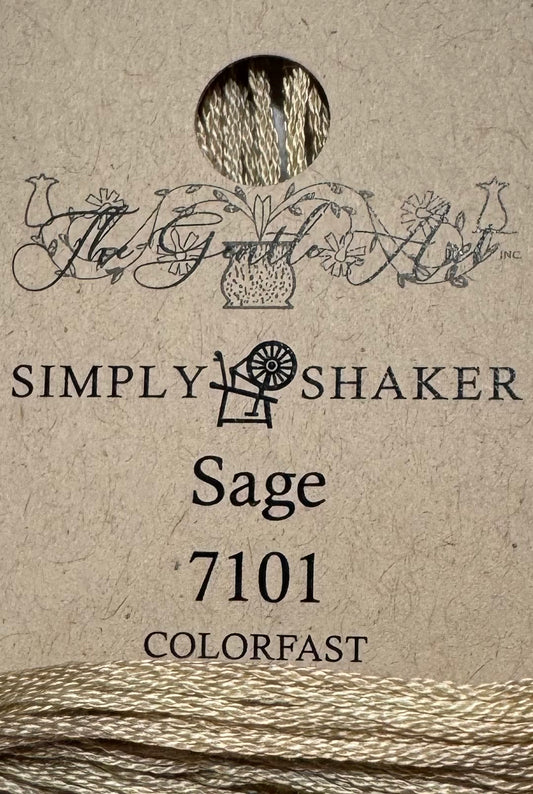 The Gentle Art INC.
SIMPLY SHAKER
Sage
7101
COLORFAST